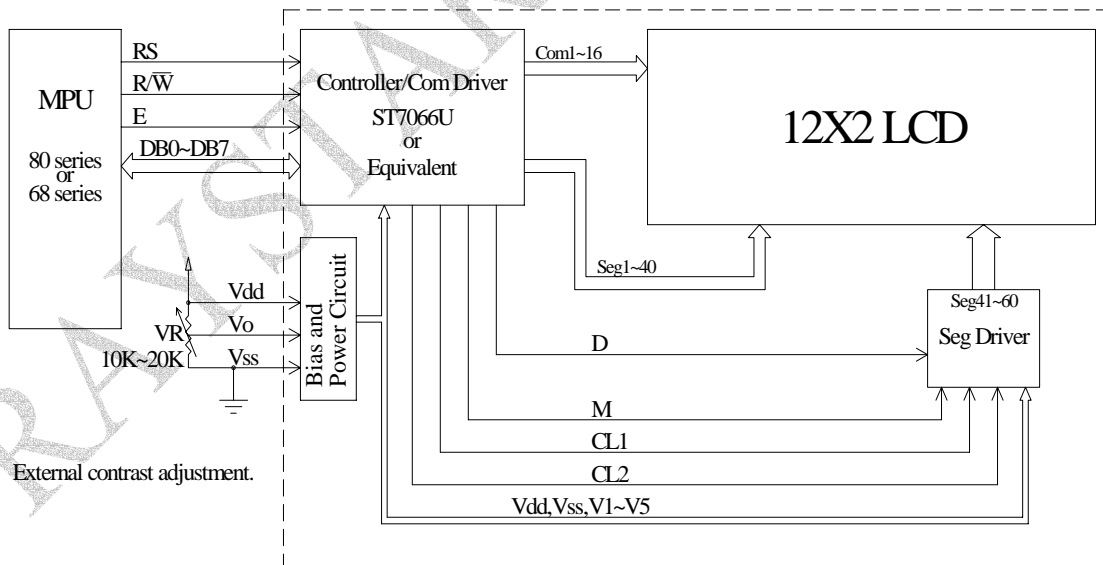 MPU
80 series
or
68 series
RS
R/W̅
E
DB0~DB7
Controller/Com Driver
ST7066U
or
Equivalent
Com1~16
12X2 LCD
Seg1~40
Seg41~60
Seg Driver
Bias and
Power Circuit
Vdd
Vo
Vss
VR
10K~20K
External contrast adjustment.
D
M
CL1
CL2
Vdd,Vss,V1~V5
RAYSTAR